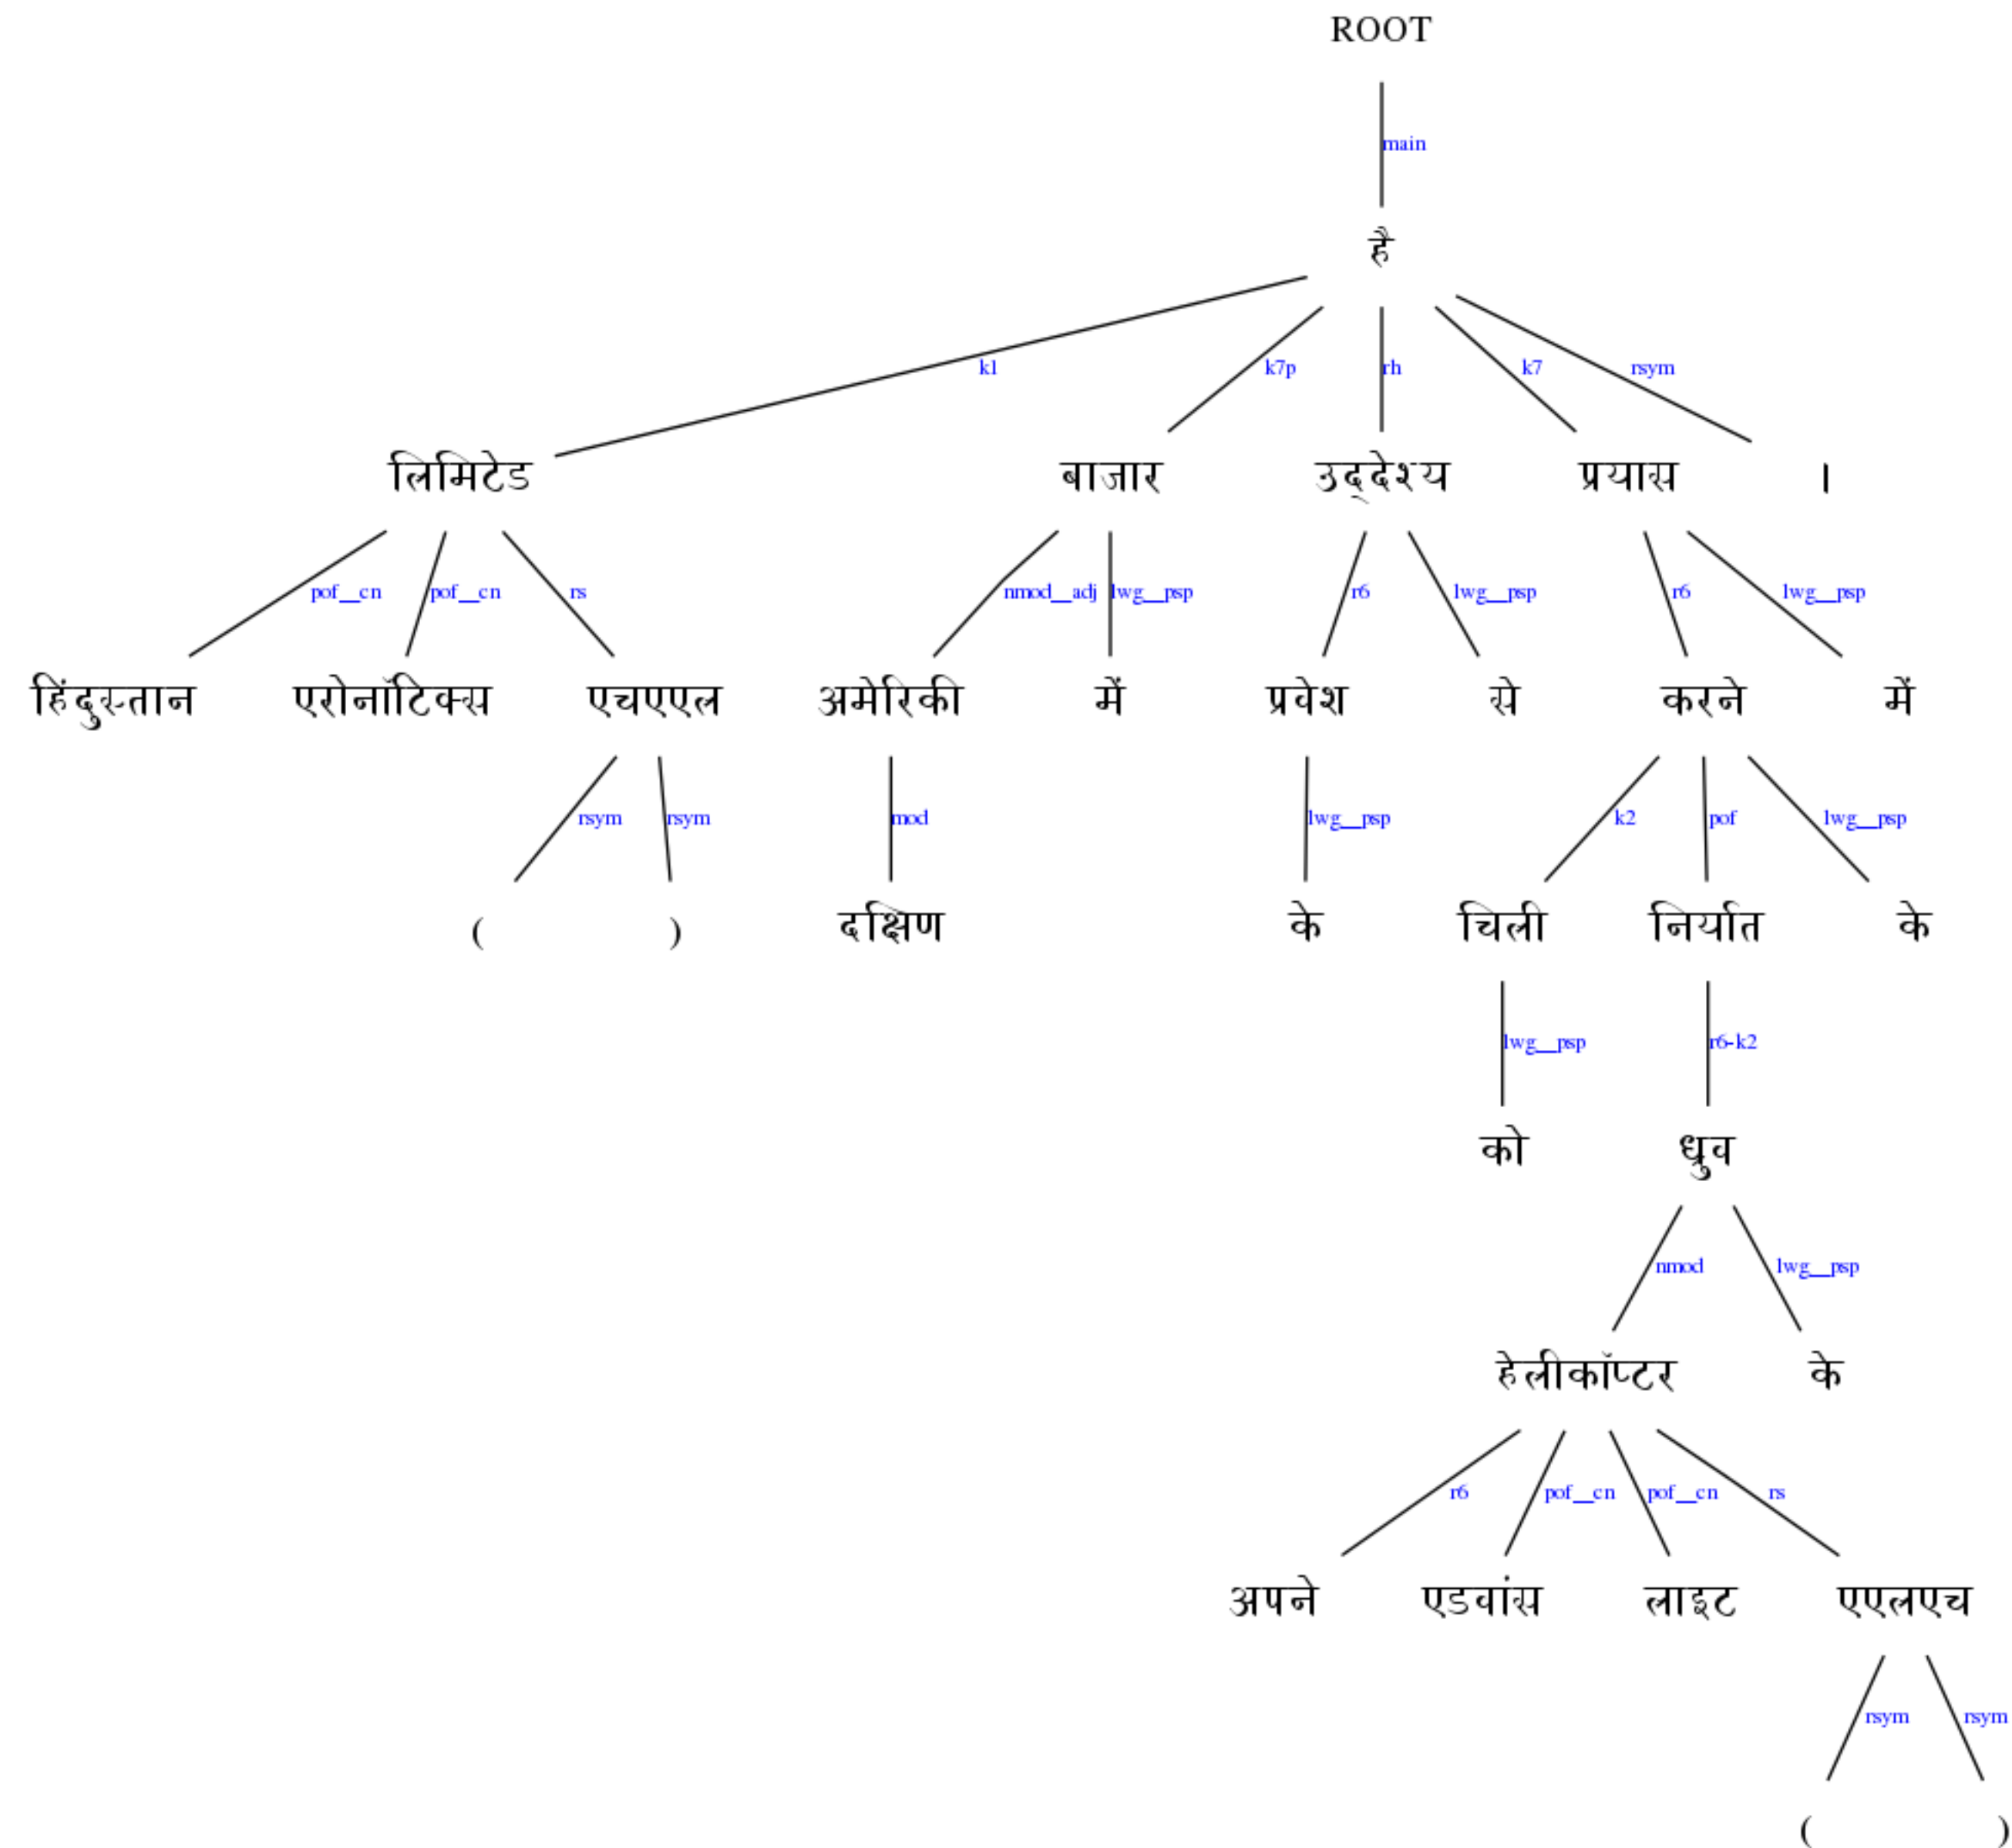 ROOT
main
है
k1 k7p rh k7 rsym
लिमिटेड बाजार उद्देश्य प्रयास ।
pof__cn pof__cn rs nmod__adj lwg__psp r6 lwg__psp r6 lwg__psp
हिंदुस्तान एरोनॉटिक्स एचएएल अमेरिकी में प्रवेश से करने में
rsym rsym mod lwg__psp k2 pof lwg__psp
( ) दक्षिण के चिली निर्यात के
lwg__psp r6-k2
को ध्रुव
nmod lwg__psp
हेलीकॉप्टर के
r6 pof__cn pof__cn rs
अपने एडवांस लाइट एएलएच
rsym rsym
( )